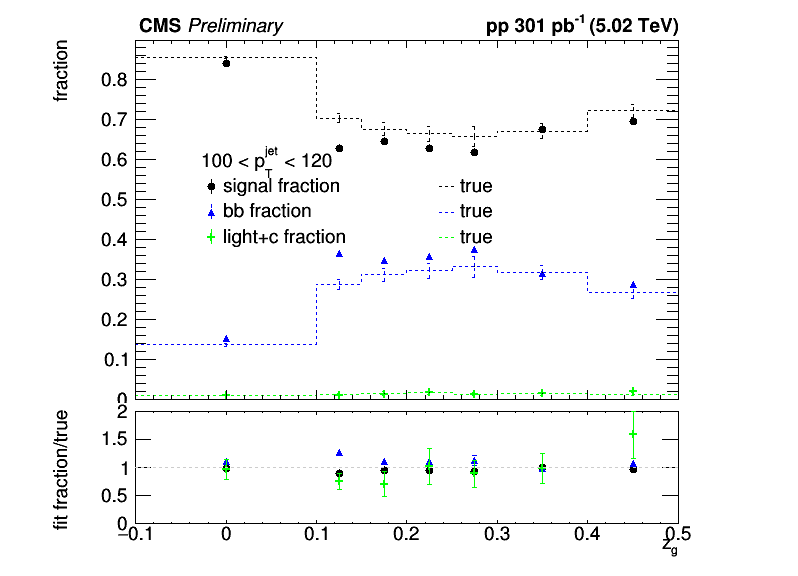 CMS Preliminary pp 301 pb⁻¹ (5.02 TeV)
fraction
0.8
0.7
0.6
0.5
0.4
0.3
0.2
0.1
0
100 < p_T^jet < 120
signal fraction true
bb fraction true
light+c fraction true
fit fraction/true
2
1.5
1
0.5
0
−0.1 0 0.1 0.2 0.3 0.4 0.5
z_g